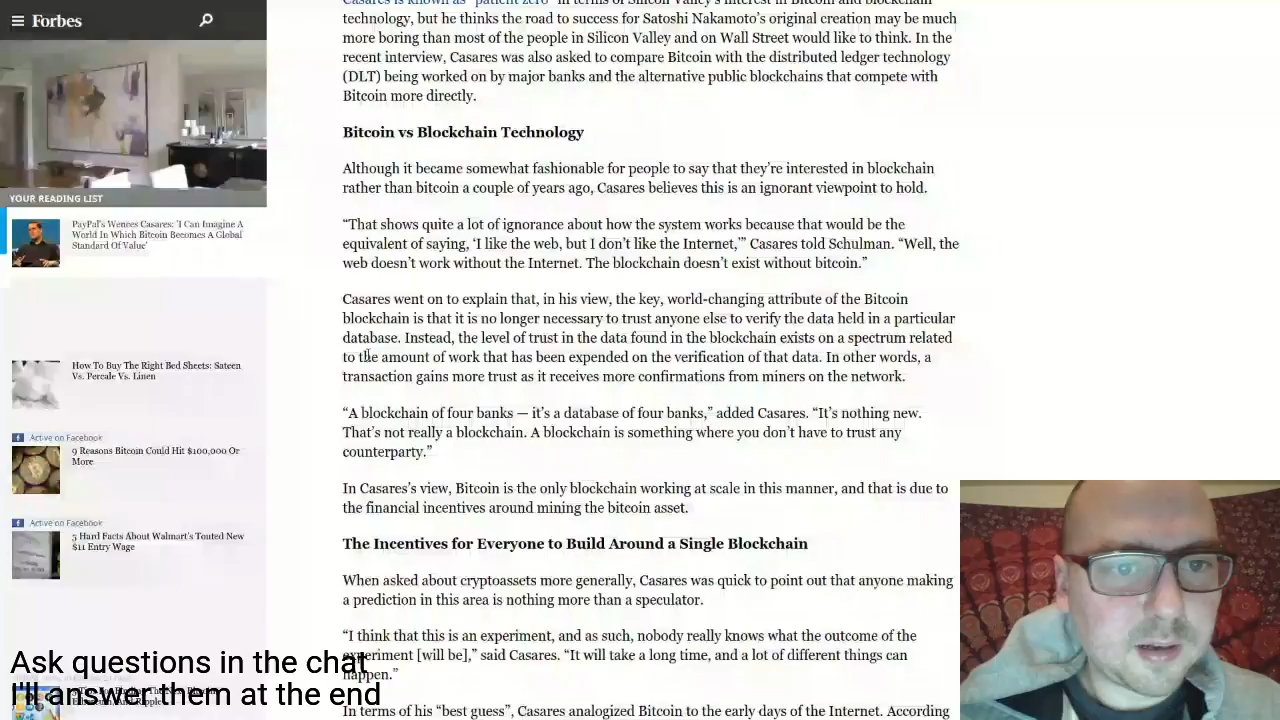 Forbes
YOUR READING LIST
PayPal's Wences Casares: 'I Can Imagine A
World In Which Bitcoin Becomes A Global
Standard Of Value'
How To Buy The Right Bed Sheets: Sateen
Vs. Percale Vs. Linen
Active on Facebook
9 Reasons Bitcoin Could Hit $100,000 Or
More
Active on Facebook
5 Hard Facts About Walmart's Touted New
$11 Entry Wage
Casares is known as "patient zero" in terms of Silicon Valley's interest in Bitcoin and blockchain
technology, but he thinks the road to success for Satoshi Nakamoto's original creation may be much
more boring than most of the people in Silicon Valley and on Wall Street would like to think. In the
recent interview, Casares was also asked to compare Bitcoin with the distributed ledger technology
(DLT) being worked on by major banks and the alternative public blockchains that compete with
Bitcoin more directly.
Bitcoin vs Blockchain Technology
Although it became somewhat fashionable for people to say that they're interested in blockchain
rather than bitcoin a couple of years ago, Casares believes this is an ignorant viewpoint to hold.
"That shows quite a lot of ignorance about how the system works because that would be the
equivalent of saying, 'I like the web, but I don't like the Internet,'" Casares told Schulman. "Well, the
web doesn't work without the Internet. The blockchain doesn't exist without bitcoin."
Casares went on to explain that, in his view, the key, world-changing attribute of the Bitcoin
blockchain is that it is no longer necessary to trust anyone else to verify the data held in a particular
database. Instead, the level of trust in the data found in the blockchain exists on a spectrum related
to the amount of work that has been expended on the verification of that data. In other words, a
transaction gains more trust as it receives more confirmations from miners on the network.
"A blockchain of four banks — it's a database of four banks," added Casares. "It's nothing new.
That's not really a blockchain. A blockchain is something where you don't have to trust any
counterparty."
In Casares's view, Bitcoin is the only blockchain working at scale in this manner, and that is due to
the financial incentives around mining the bitcoin asset.
The Incentives for Everyone to Build Around a Single Blockchain
When asked about cryptoassets more generally, Casares was quick to point out that anyone making
a prediction in this area is nothing more than a speculator.
"I think that this is an experiment, and as such, nobody really knows what the outcome of the
experiment [will be]," said Casares. "It will take a long time, and a lot of different things can
happen."
In terms of his "best guess", Casares analogized Bitcoin to the early days of the Internet. According
Ask questions in the chat
I'll answer them at the end